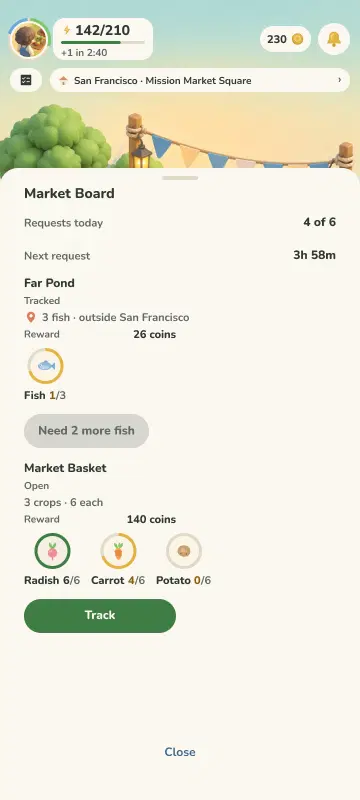 142/210
+1 in 2:40
230
San Francisco · Mission Market Square
Market Board
Requests today 4 of 6
Next request 3h 58m
Far Pond
Tracked
3 fish · outside San Francisco
Reward 26 coins
Fish 1/3
Need 2 more fish
Market Basket
Open
3 crops · 6 each
Reward 140 coins
Radish 6/6 Carrot 4/6 Potato 0/6
Track
Close